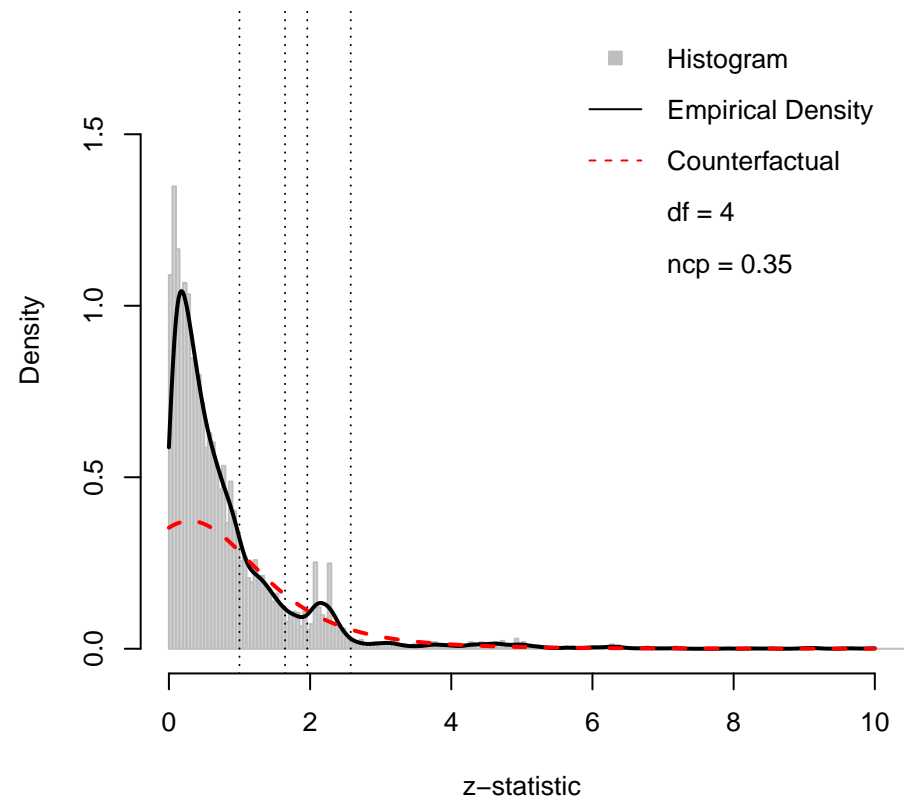 Histogram
Empirical Density
Counterfactual
df = 4
ncp = 0.35
Density
1.5
1.0
0.5
0.0
0 2 4 6 8 10
z−statistic